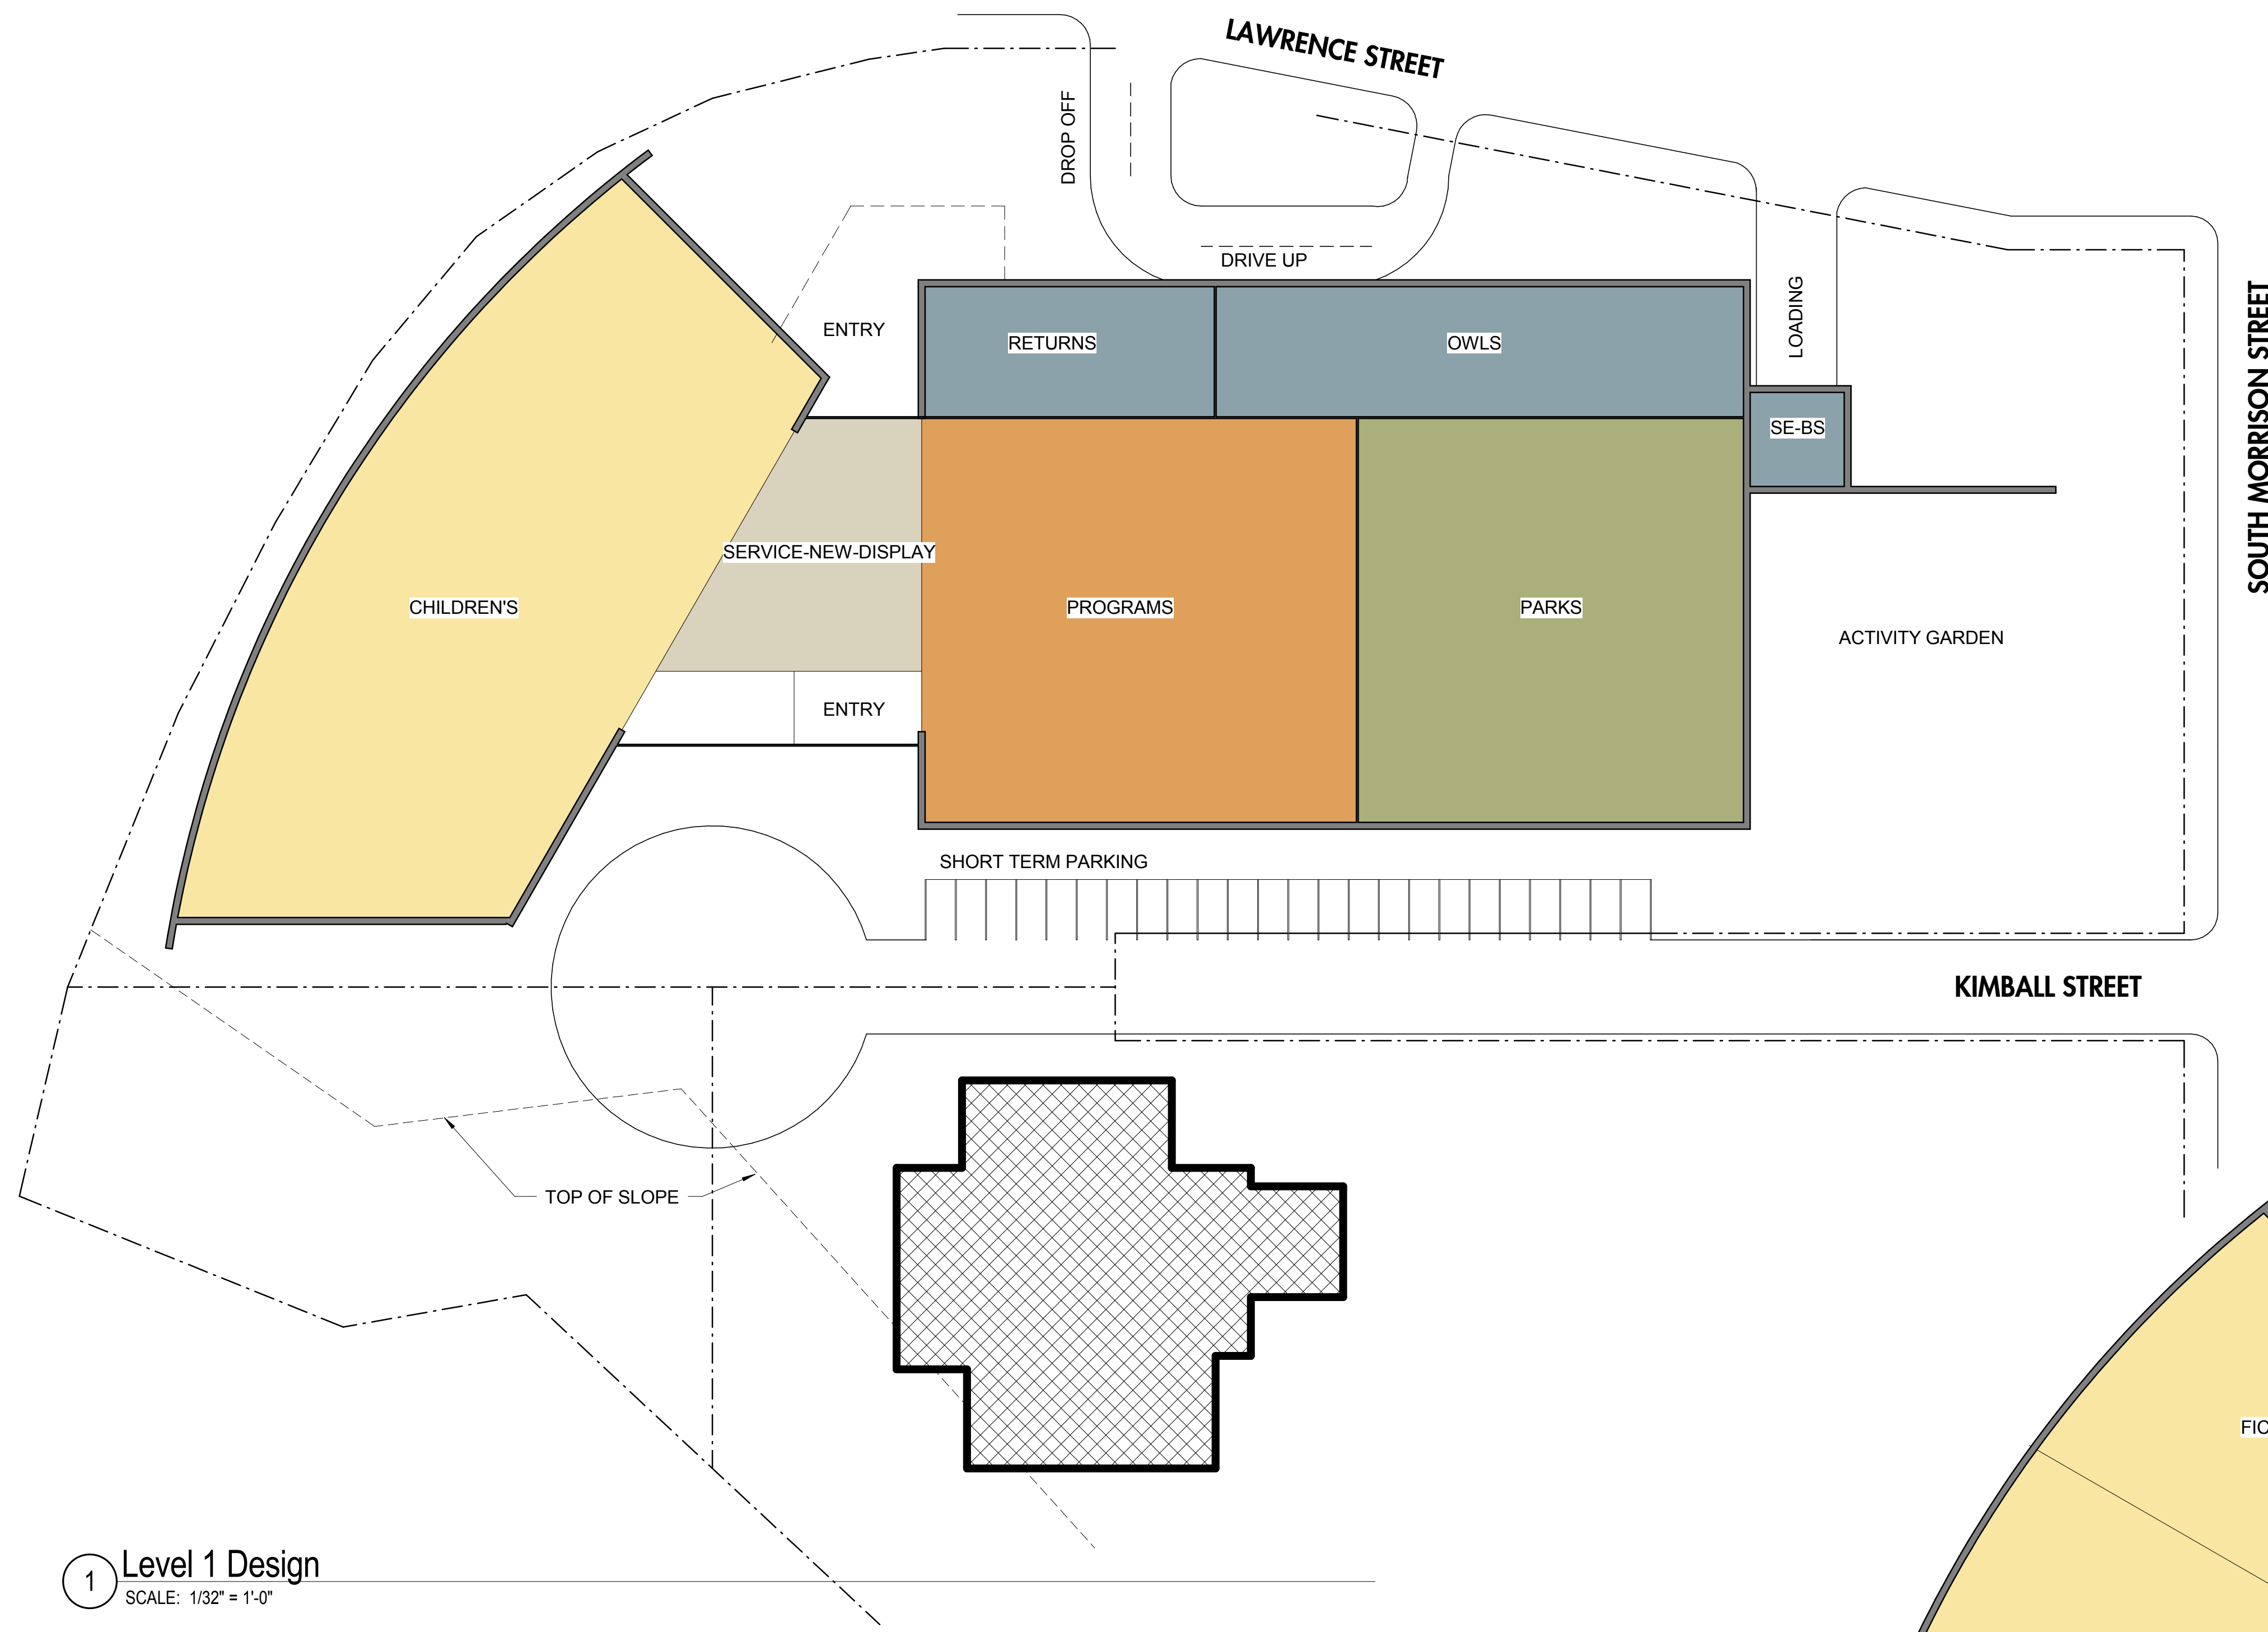 LAWRENCE STREET
DROP OFF
DRIVE UP
LOADING
SOUTH MORRISON STREET
ENTRY
RETURNS
OWLS
SE-BS
SERVICE-NEW-DISPLAY
CHILDREN'S
PROGRAMS
PARKS
ACTIVITY GARDEN
ENTRY
SHORT TERM PARKING
KIMBALL STREET
TOP OF SLOPE
1
Level 1 Design
SCALE: 1/32" = 1'-0"